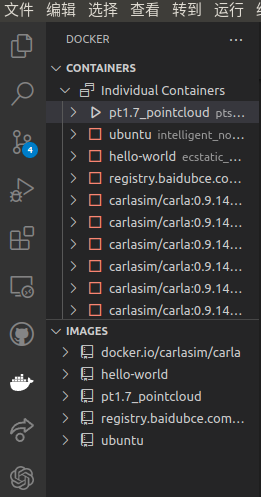 文件 编辑 选择 查看 转到 运行
DOCKER
CONTAINERS
Individual Containers
pt1.7_pointcloud pts...
ubuntu intelligent_no...
hello-world ecstatic_...
registry.baidubce.co...
carlasim/carla:0.9.14...
carlasim/carla:0.9.14...
carlasim/carla:0.9.14...
carlasim/carla:0.9.14...
carlasim/carla:0.9.14...
carlasim/carla:0.9.14...
4
IMAGES
docker.io/carlasim/carla
hello-world
pt1.7_pointcloud
registry.baidubce.com...
ubuntu